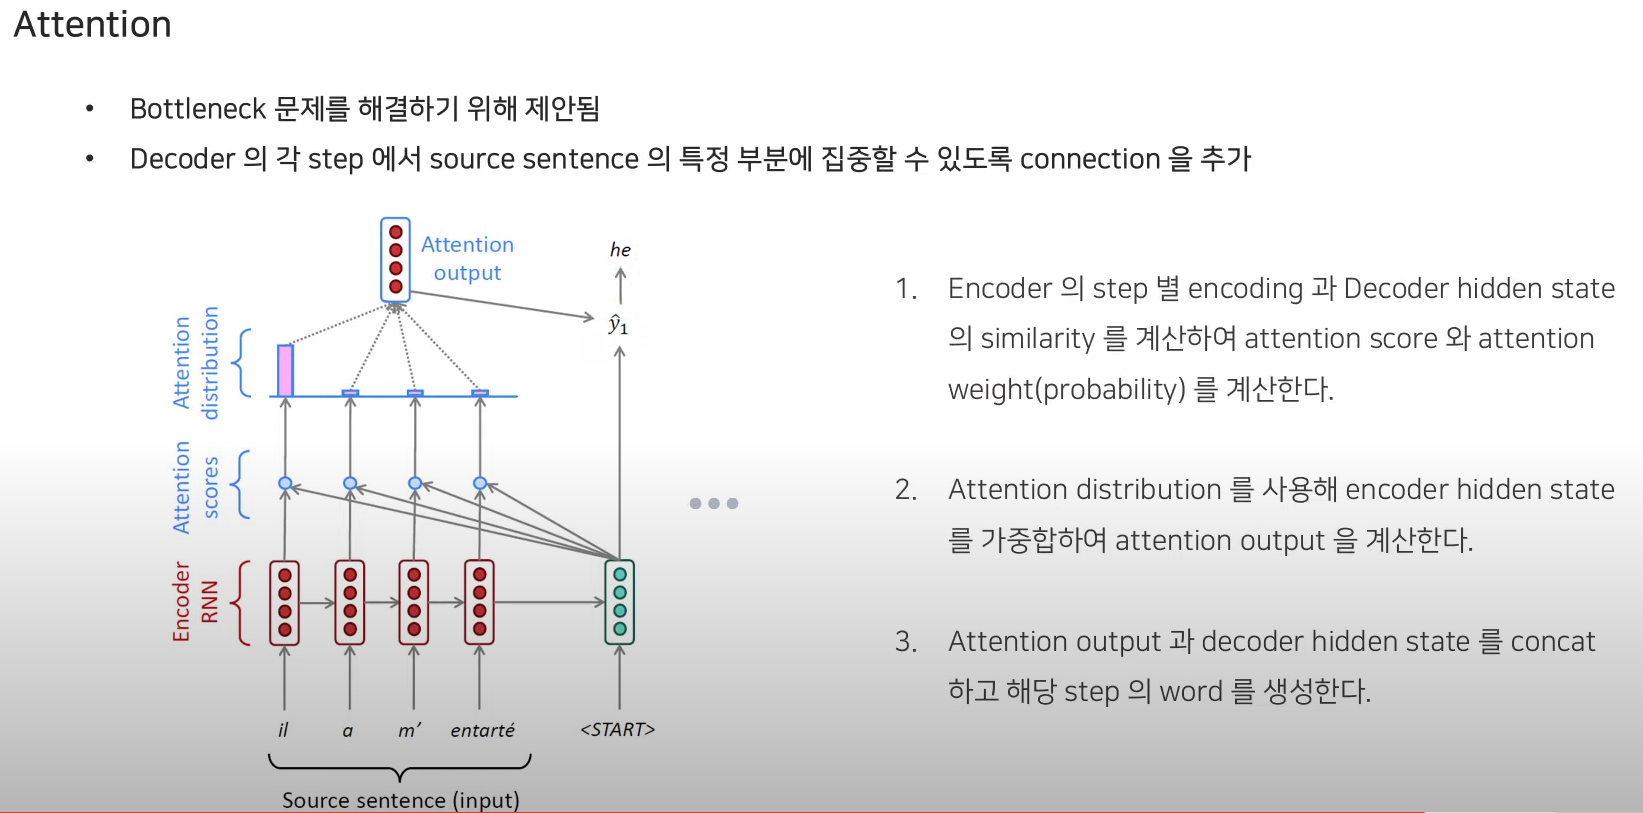 Attention
• Bottleneck 문제를 해결하기 위해 제안됨
• Decoder 의 각 step 에서 source sentence 의 특정 부분에 집중할 수 있도록 connection 을 추가
Attention
output
he
ŷ₁
Attention
distribution
Attention
scores
Encoder
RNN
il a m’ entarté <START>
Source sentence (input)
1. Encoder 의 step 별 encoding 과 Decoder hidden state
의 similarity 를 계산하여 attention score 와 attention
weight(probability) 를 계산한다.
2. Attention distribution 를 사용해 encoder hidden state
를 가중합하여 attention output 을 계산한다.
3. Attention output 과 decoder hidden state 를 concat
하고 해당 step 의 word 를 생성한다.